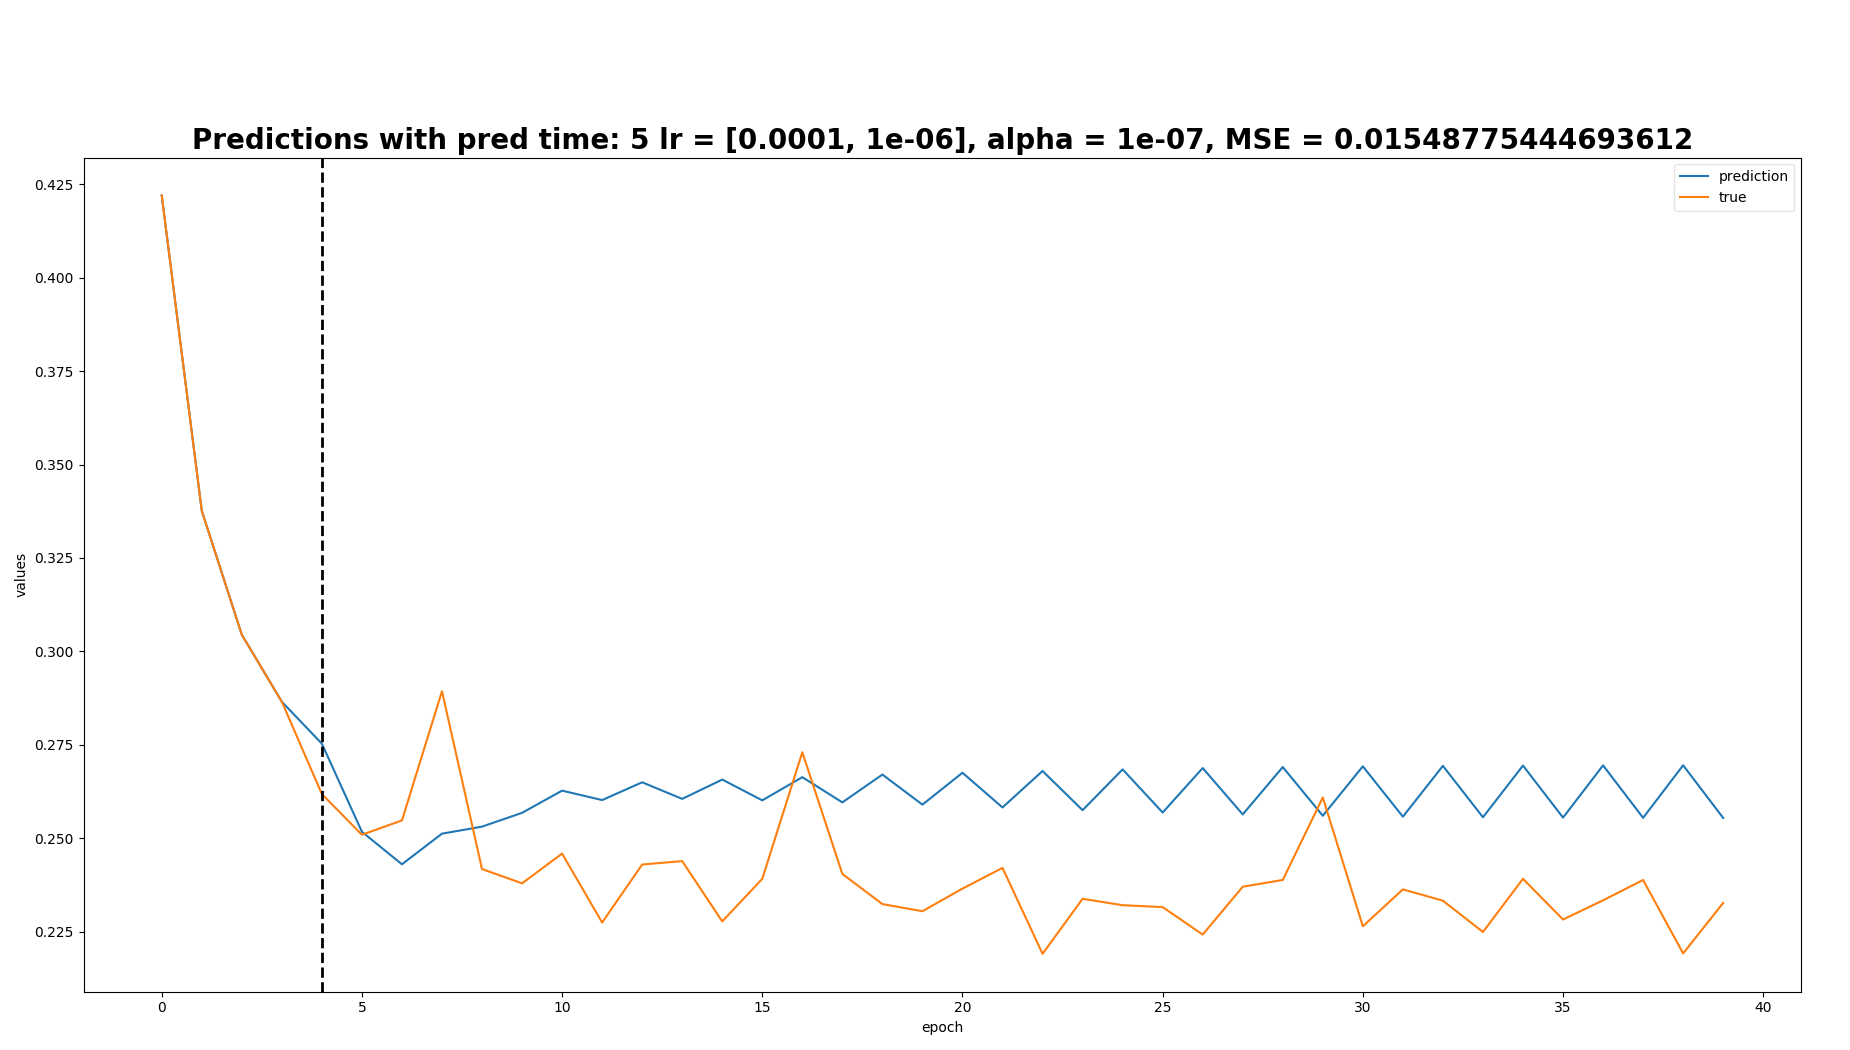 Predictions with pred time: 5 lr = [0.0001, 1e-06], alpha = 1e-07, MSE = 0.01548775444693612
prediction
true
0.425
0.400
0.375
0.350
0.325
0.300
0.275
0.250
0.225
values
0 5 10 15 20 25 30 35 40
epoch